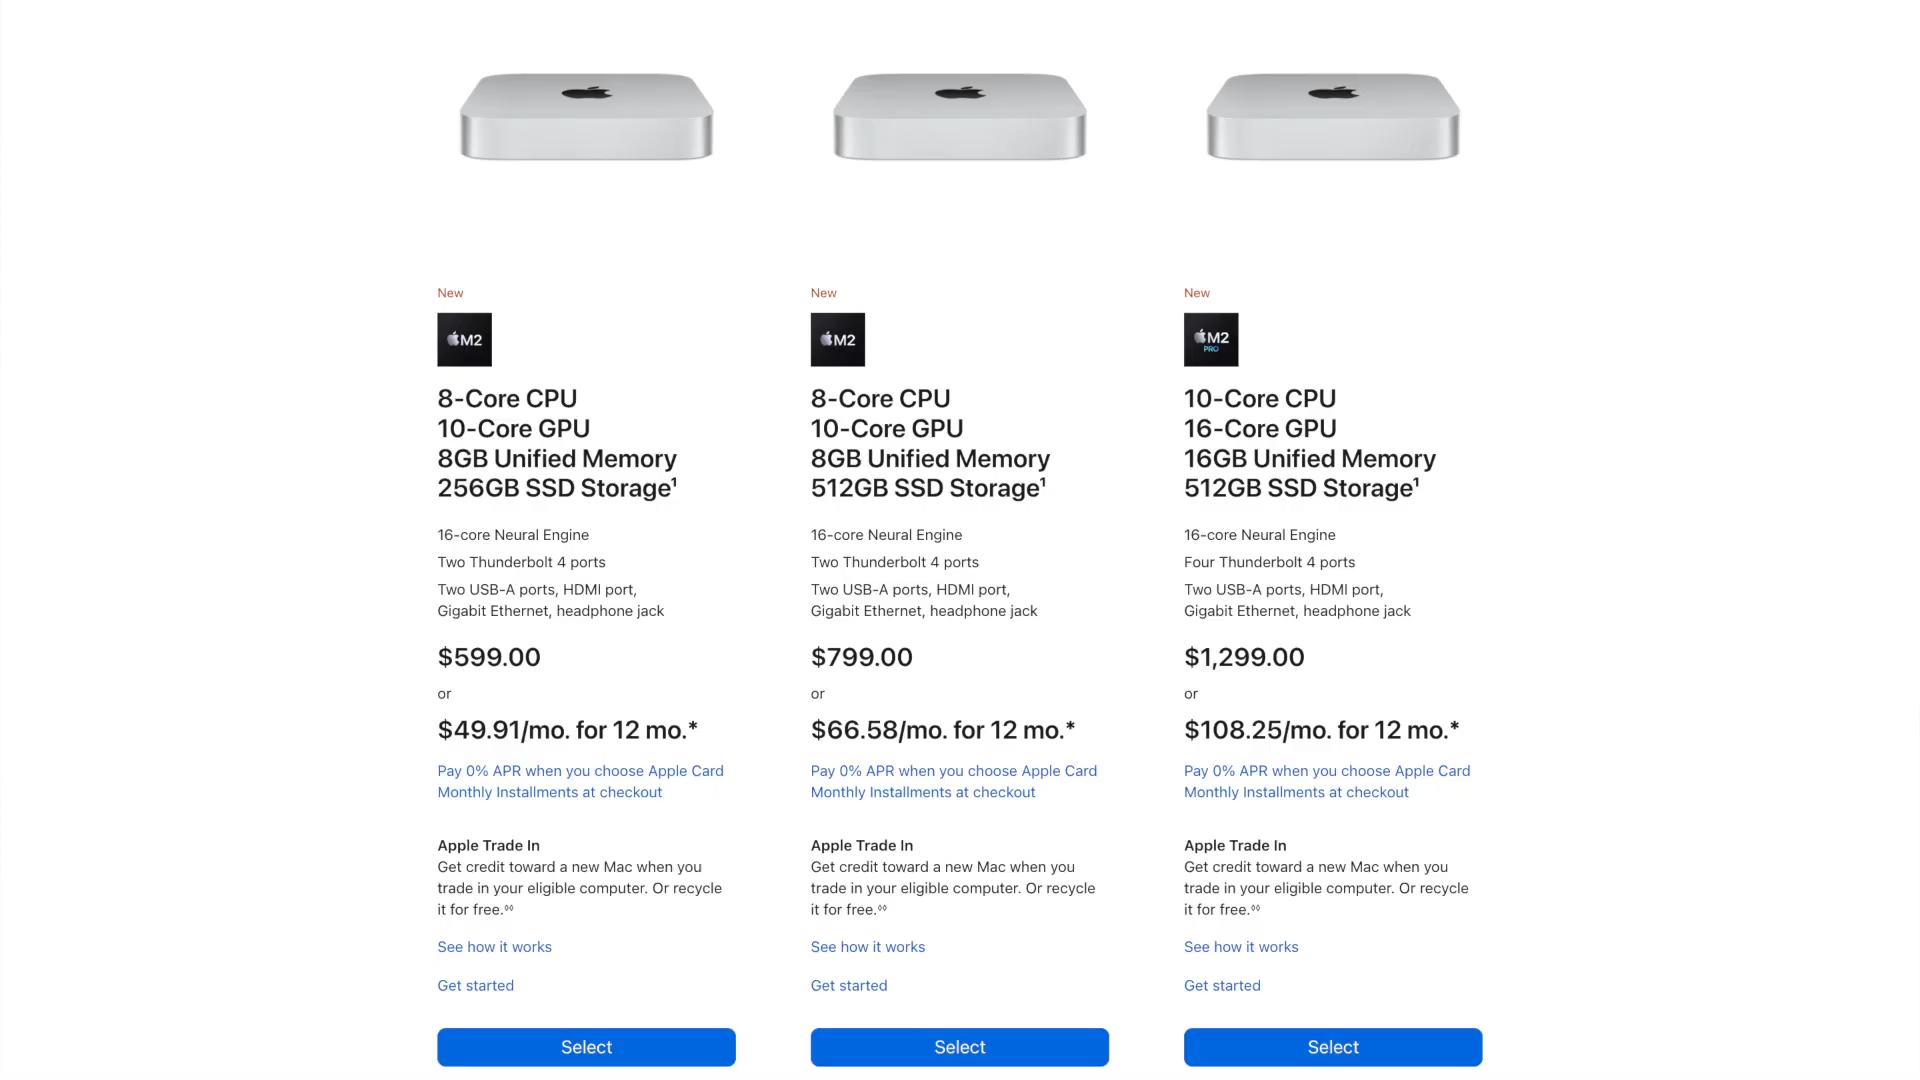 New
M2
8-Core CPU
10-Core GPU
8GB Unified Memory
256GB SSD Storage¹
16-core Neural Engine
Two Thunderbolt 4 ports
Two USB-A ports, HDMI port,
Gigabit Ethernet, headphone jack
$599.00
or
$49.91/mo. for 12 mo.*
Pay 0% APR when you choose Apple Card
Monthly Installments at checkout
Apple Trade In
Get credit toward a new Mac when you
trade in your eligible computer. Or recycle
it for free.◊◊
See how it works
Get started
Select
New
M2
8-Core CPU
10-Core GPU
8GB Unified Memory
512GB SSD Storage¹
16-core Neural Engine
Two Thunderbolt 4 ports
Two USB-A ports, HDMI port,
Gigabit Ethernet, headphone jack
$799.00
or
$66.58/mo. for 12 mo.*
Pay 0% APR when you choose Apple Card
Monthly Installments at checkout
Apple Trade In
Get credit toward a new Mac when you
trade in your eligible computer. Or recycle
it for free.◊◊
See how it works
Get started
Select
New
M2
PRO
10-Core CPU
16-Core GPU
16GB Unified Memory
512GB SSD Storage¹
16-core Neural Engine
Four Thunderbolt 4 ports
Two USB-A ports, HDMI port,
Gigabit Ethernet, headphone jack
$1,299.00
or
$108.25/mo. for 12 mo.*
Pay 0% APR when you choose Apple Card
Monthly Installments at checkout
Apple Trade In
Get credit toward a new Mac when you
trade in your eligible computer. Or recycle
it for free.◊◊
See how it works
Get started
Select